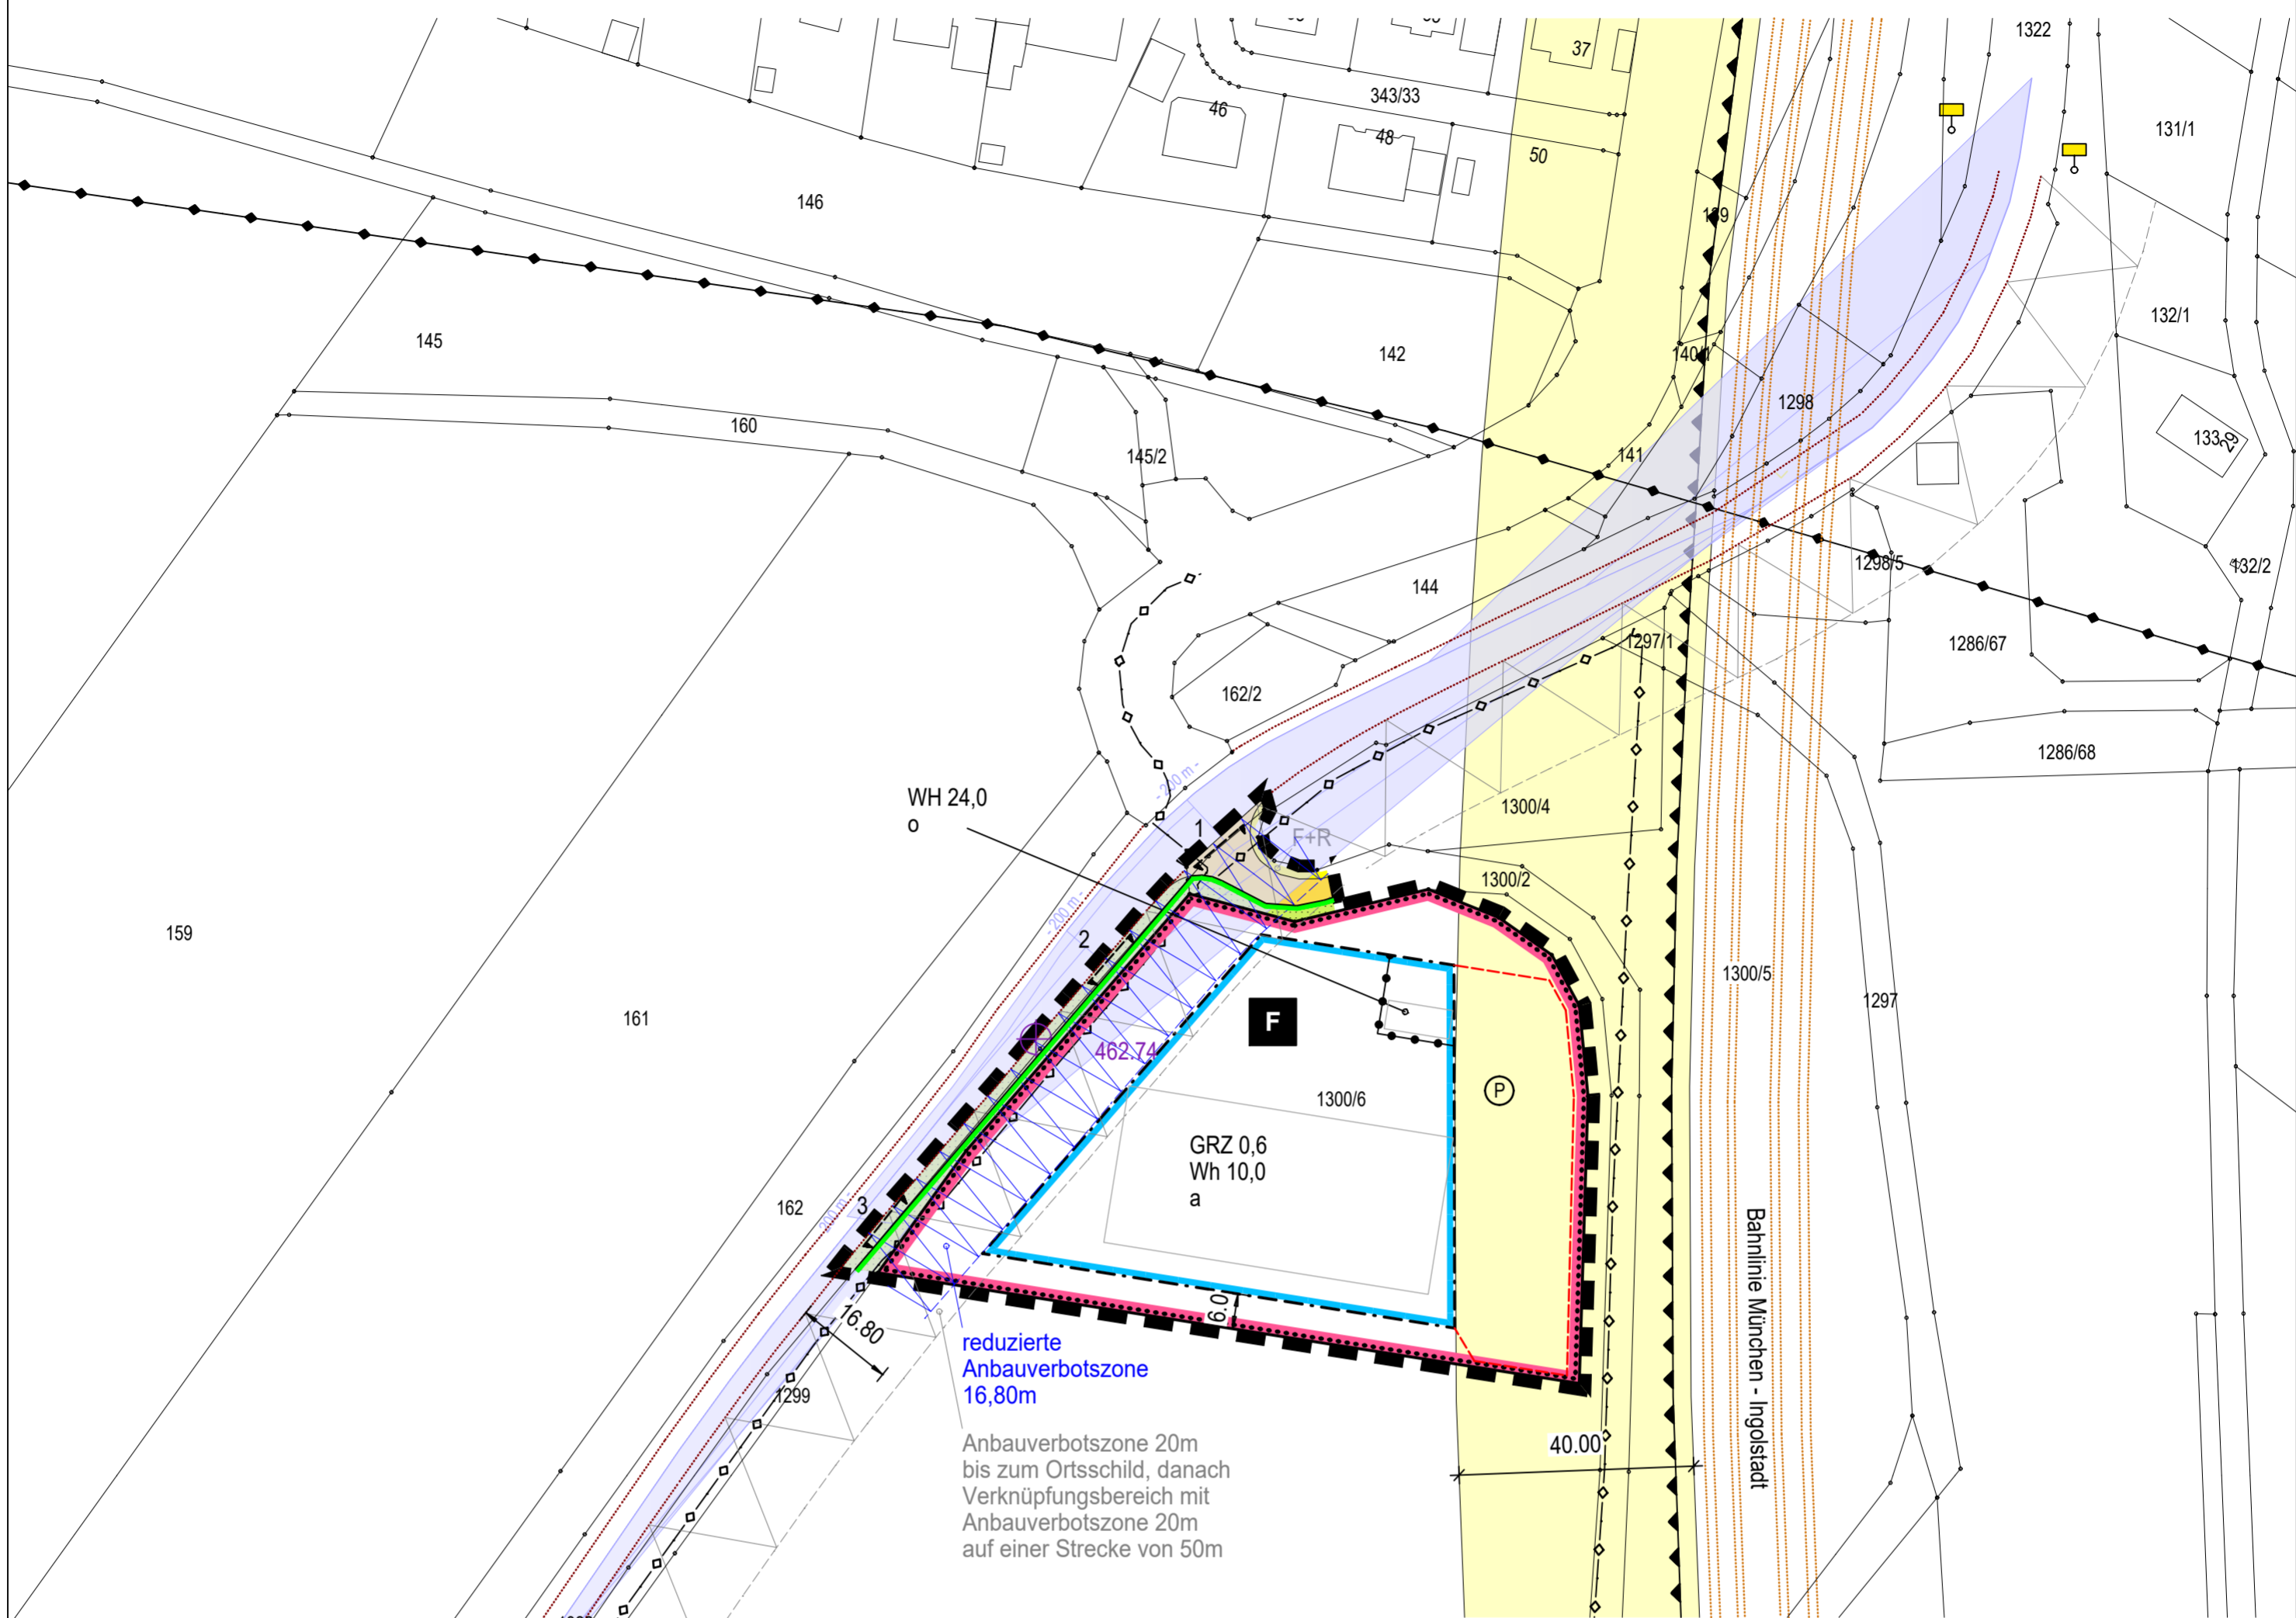 1322
37
343/33
46
131/1
48
50
146
139
132/1
145
142
140/1
1298
160
133
29
145/2
141
1298/5
132/2
144
1297/1
1286/67
162/2
1286/68
- 200 m -
WH 24,0
o
1300/4
1
F+R
1300/2
- 200 m -
159
2
1300/5
1297
161
F
462.74
P
1300/6
GRZ 0,6
Wh 10,0
a
162
3
- 200 m -
Bahnlinie München - Ingolstadt
6.0
16.80
reduzierte
Anbauverbotszone
16,80m
1299
Anbauverbotszone 20m
bis zum Ortsschild, danach
Verknüpfungsbereich mit
Anbauverbotszone 20m
auf einer Strecke von 50m
40.00